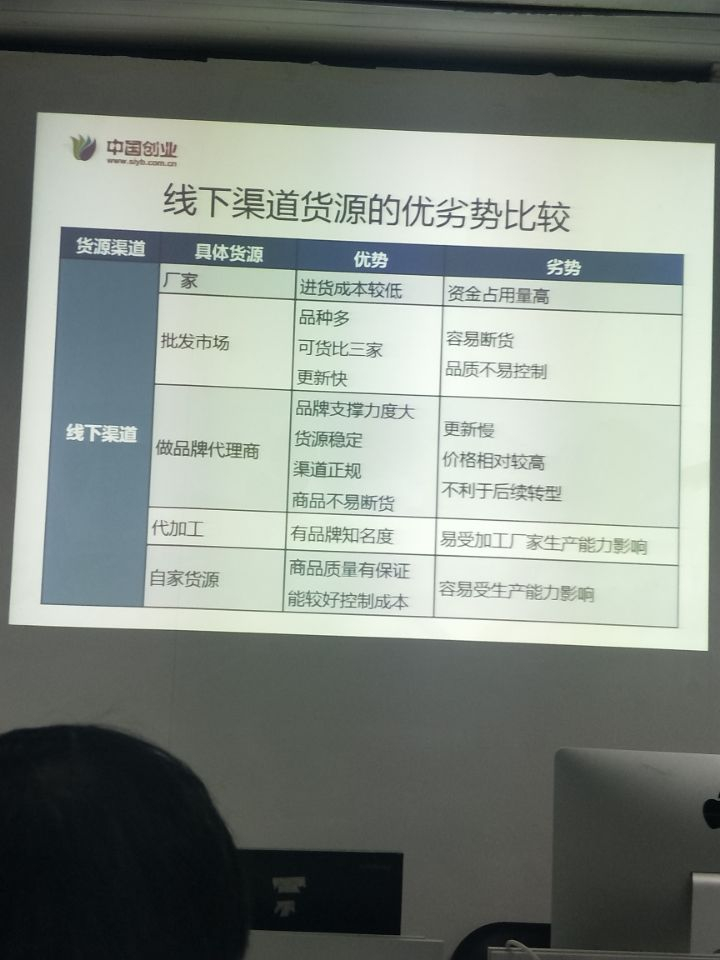 中国创业
www.siyb.com.cn
线下渠道货源的优劣势比较
货源渠道 具体货源 优势 劣势
线下渠道
厂家 进货成本较低 资金占用量高
批发市场
品种多
可货比三家
更新快
容易断货
品质不易控制
做品牌代理商
品牌支撑力度大
货源稳定
渠道正规
商品不易断货
更新慢
价格相对较高
不利于后续转型
代加工 有品牌知名度 易受加工厂家生产能力影响
自家货源
商品质量有保证
能较好控制成本
容易受生产能力影响